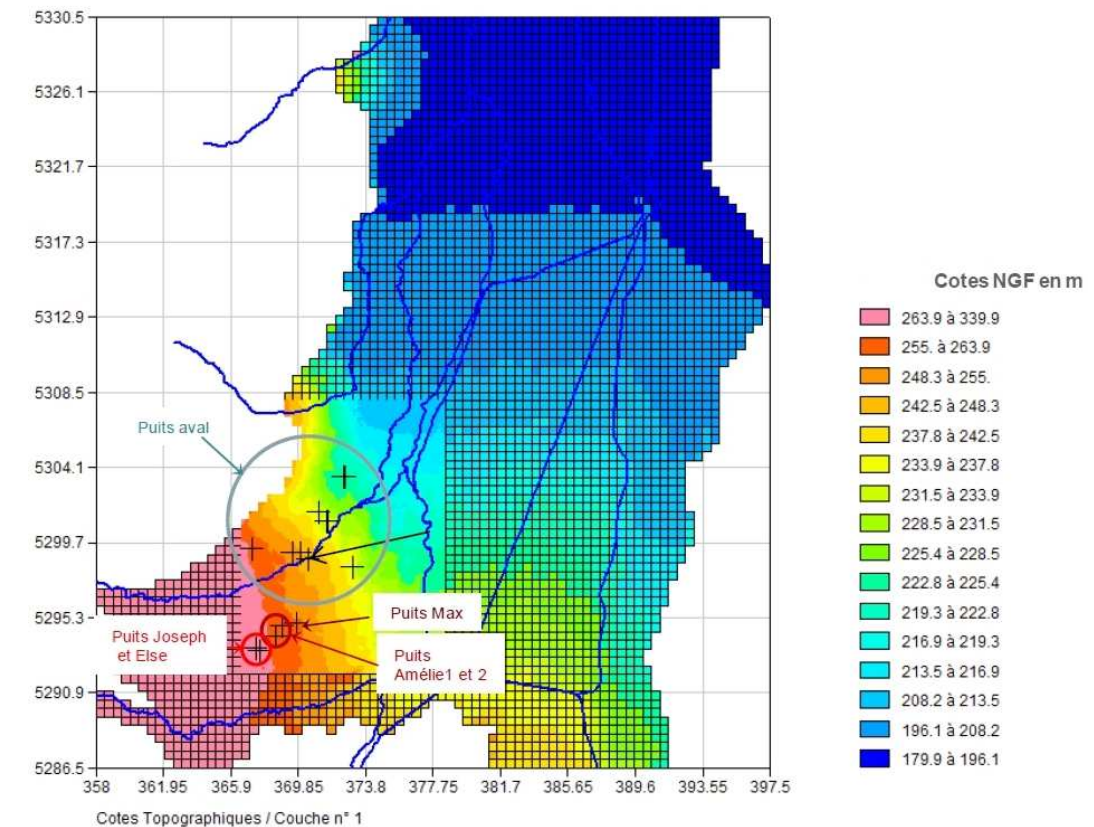 5330.5
5326.1
5321.7
5317.3
5312.9
5308.5
5304.1
5299.7
5295.3
5290.9
5286.5
358
361.95
365.9
369.85
373.8
377.75
381.7
385.65
389.6
393.55
397.5
Puits aval
Puits Max
Puits Joseph
et Else
Puits
Amélie1 et 2
Cotes Topographiques / Couche n° 1
Cotes NGF en m
263.9 à 339.9
255. à 263.9
248.3 à 255.
242.5 à 248.3
237.8 à 242.5
233.9 à 237.8
231.5 à 233.9
228.5 à 231.5
225.4 à 228.5
222.8 à 225.4
219.3 à 222.8
216.9 à 219.3
213.5 à 216.9
208.2 à 213.5
196.1 à 208.2
179.9 à 196.1